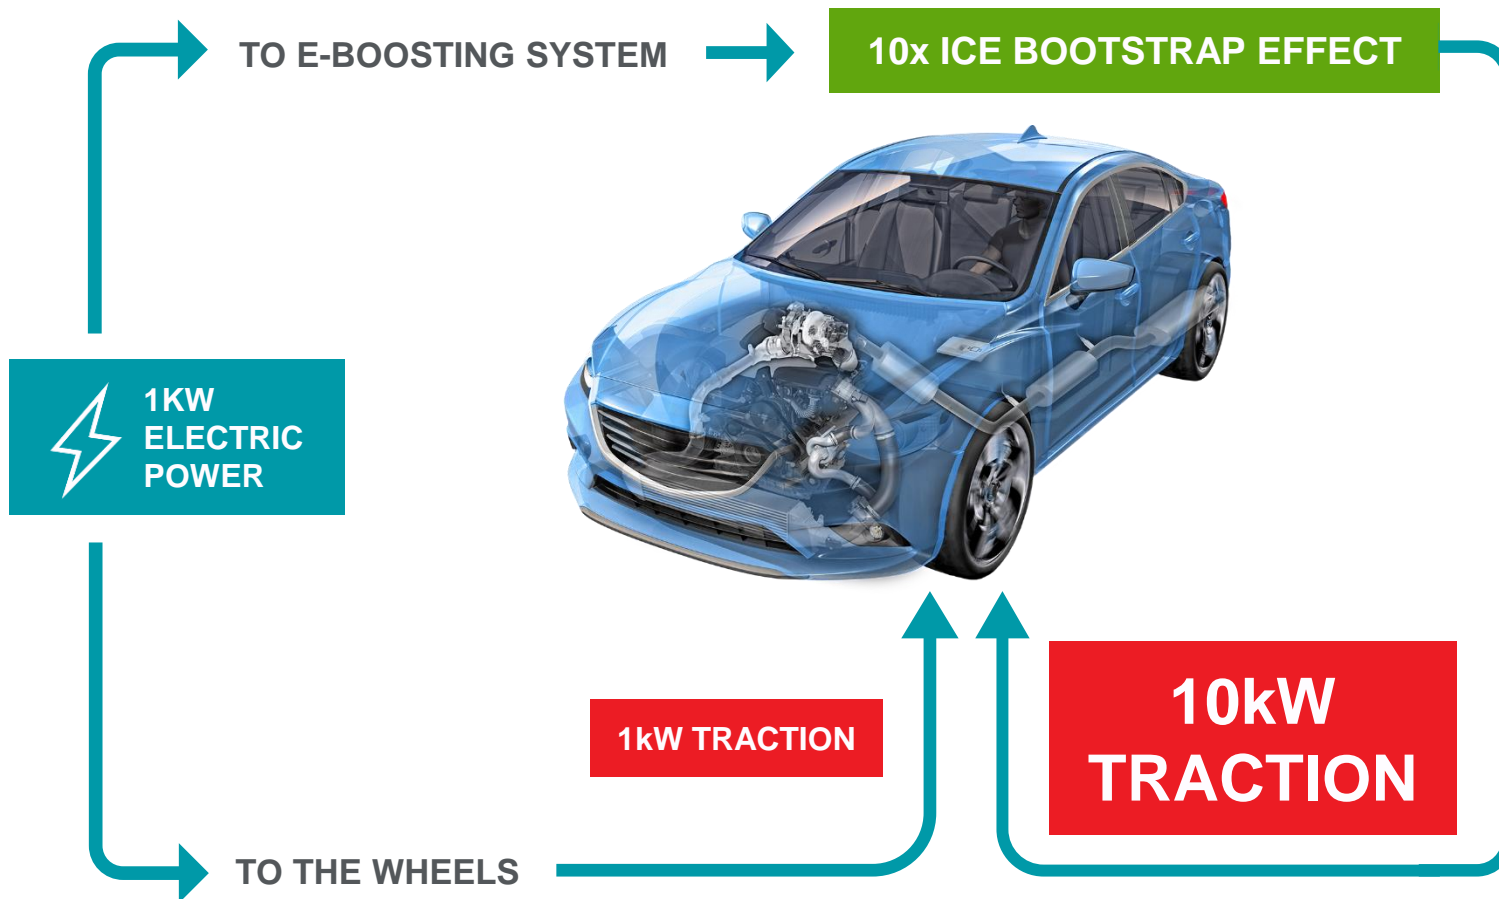 TO E-BOOSTING SYSTEM
10x ICE BOOTSTRAP EFFECT
1KW
ELECTRIC
POWER
1kW TRACTION
10kW
TRACTION
TO THE WHEELS